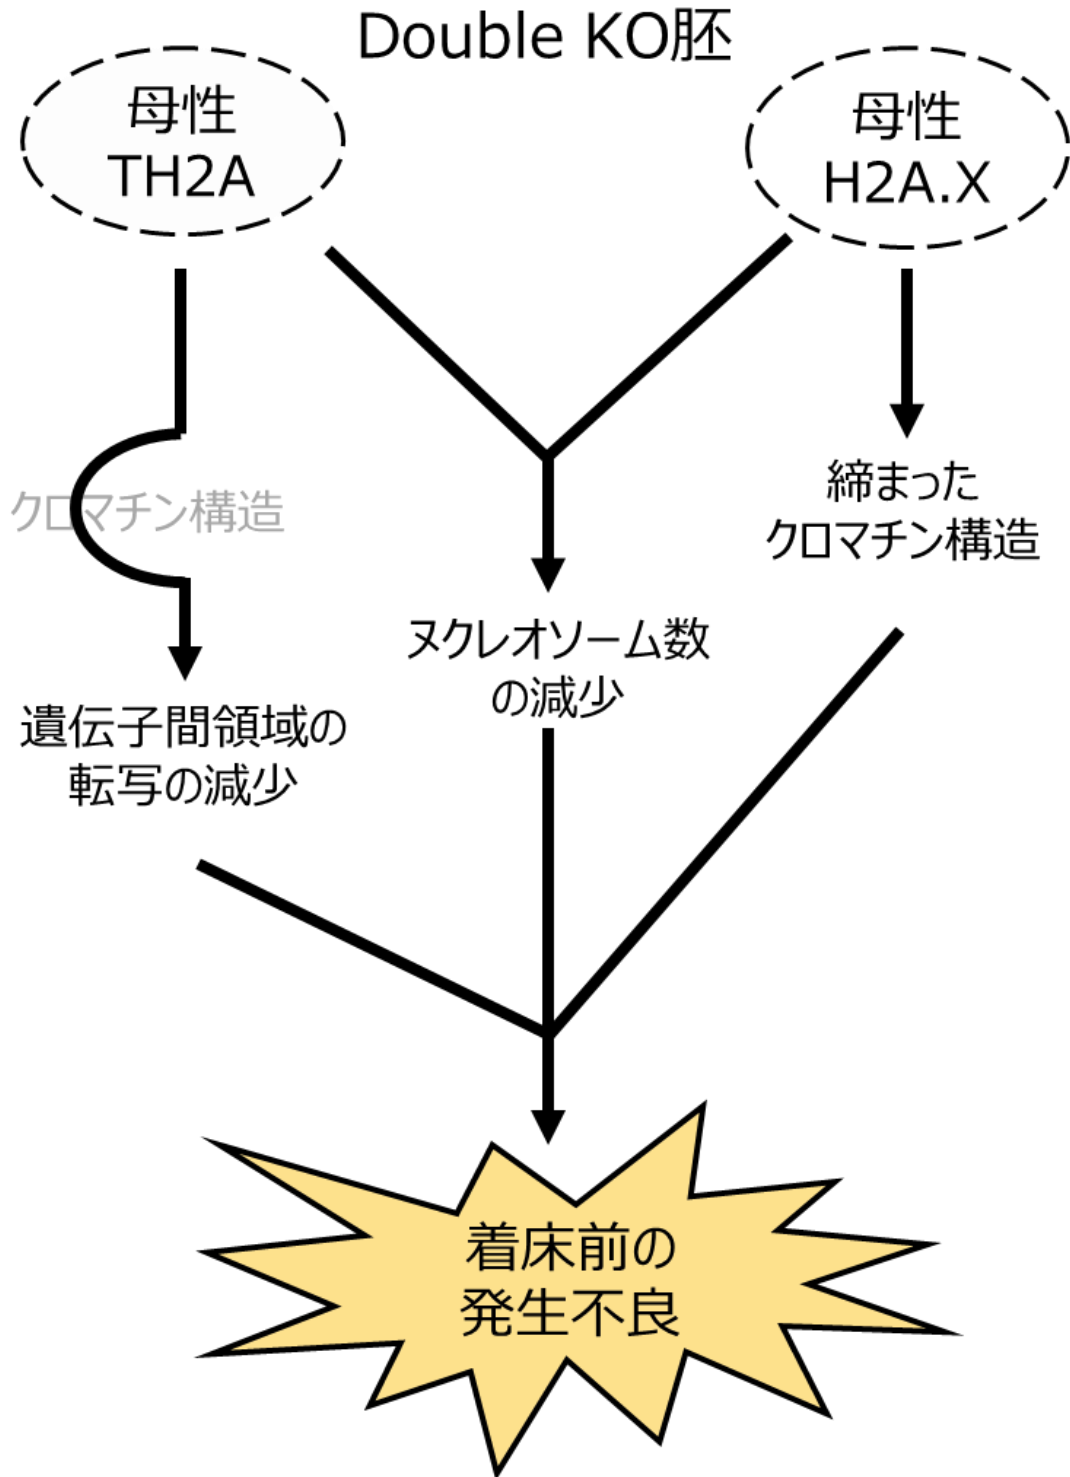 Double KO胚
母性
TH2A
母性
H2A.X
クロマチン構造
締まった
クロマチン構造
ヌクレオソーム数
の減少
遺伝子間領域の
転写の減少
着床前の
発生不良